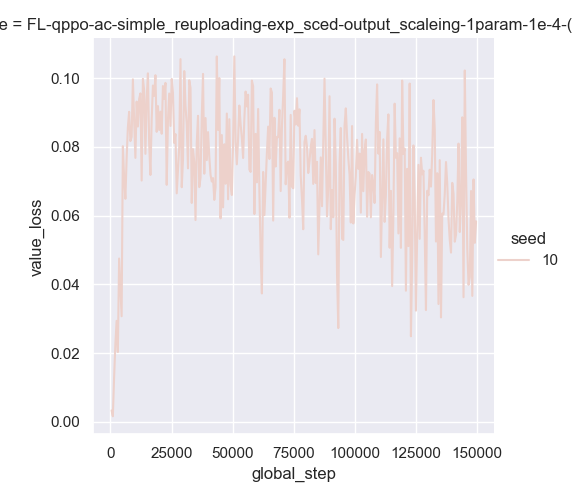 e = FL-qppo-ac-simple_reuploading-exp_sced-output_scaleing-1param-1e-4-(
0.10
0.08
0.06
0.04
0.02
0.00
value_loss
seed
10
0 25000 50000 75000 100000 125000 150000
global_step